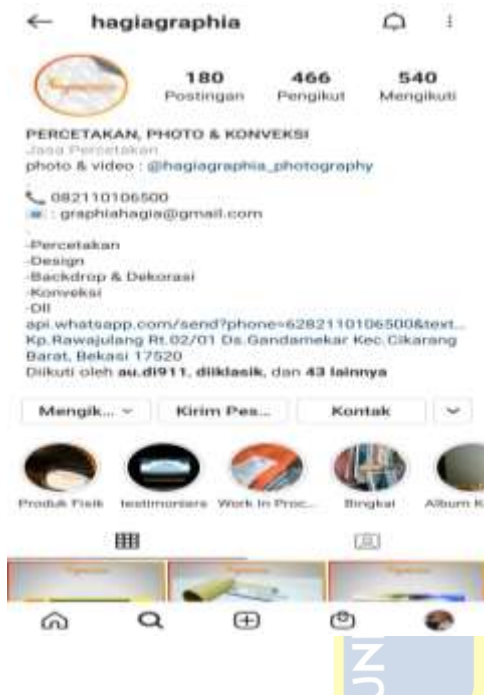 hagiagraphia
180 466 540
Postingan Pengikut Mengikuti
PERCETAKAN, PHOTO & KONVEKSI
Jasa Percetakan
photo & video : @hagiagraphia_photography
.
082110106500
: graphiahagia@gmail.com
.
-Percetakan
-Design
-Backdrop & Dekorasi
-Konveksi
-Dll
api.whatsapp.com/send?phone=6282110106500&text...
Kp.Rawajulang Rt.02/01 Ds.Gandamekar Kec.Cikarang
Barat, Bekasi 17520
Diikuti oleh au.di911, diiklasik, dan 43 lainnya
Mengik... Kirim Pes... Kontak
Produk Fisik testimoniers Work In Proc... Bingkai Album K
UN